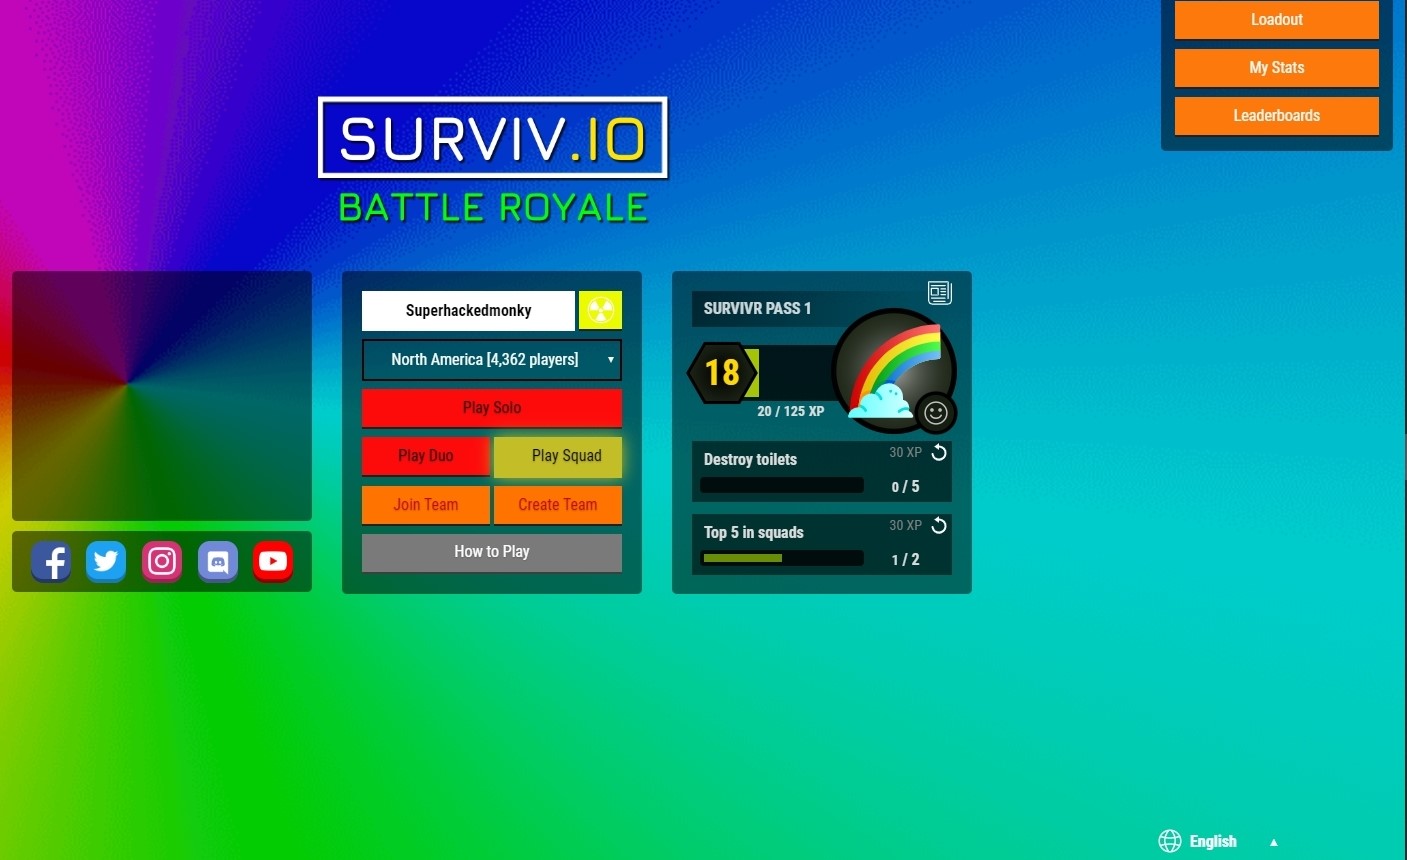 Loadout
My Stats
Leaderboards
SURVIV.IO
BATTLE ROYALE
Superhackedmonky
North America [4,362 players]
Play Solo
Play Duo
Play Squad
Join Team
Create Team
How to Play
SURVIVR PASS 1
18
20 / 125 XP
Destroy toilets
30 XP
0 / 5
Top 5 in squads
30 XP
1 / 2
English